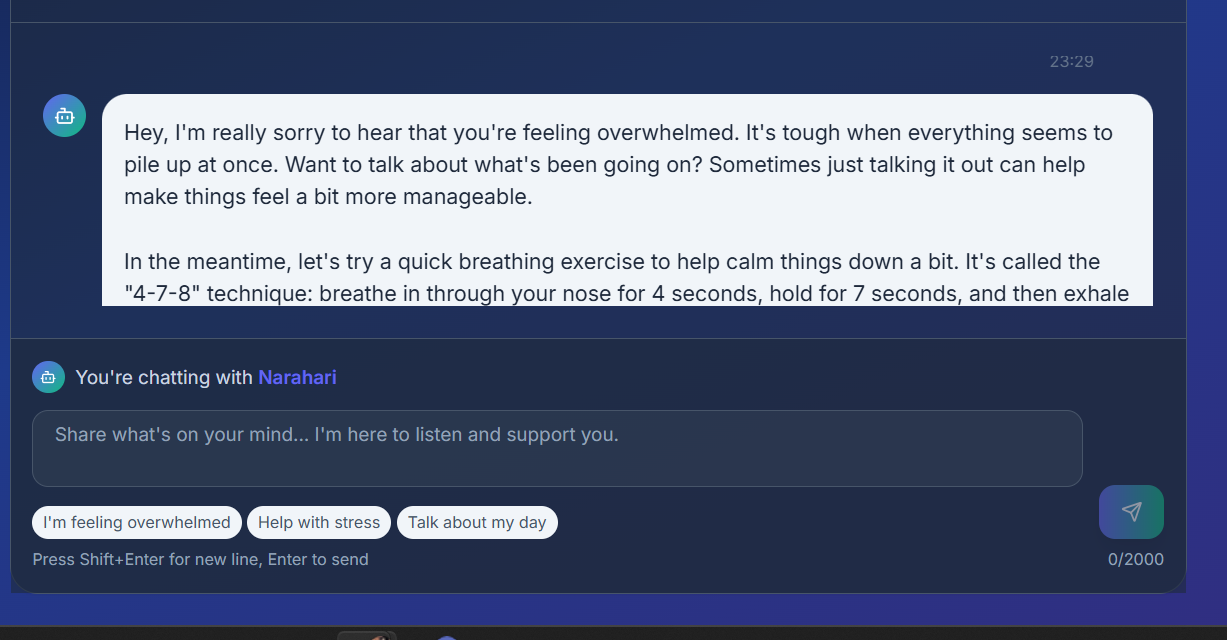 23:29
Hey, I'm really sorry to hear that you're feeling overwhelmed. It's tough when everything seems to
pile up at once. Want to talk about what's been going on? Sometimes just talking it out can help
make things feel a bit more manageable.
In the meantime, let's try a quick breathing exercise to help calm things down a bit. It's called the
"4-7-8" technique: breathe in through your nose for 4 seconds, hold for 7 seconds, and then exhale
You're chatting with Narahari
Share what's on your mind... I'm here to listen and support you.
I'm feeling overwhelmed Help with stress Talk about my day
Press Shift+Enter for new line, Enter to send 0/2000